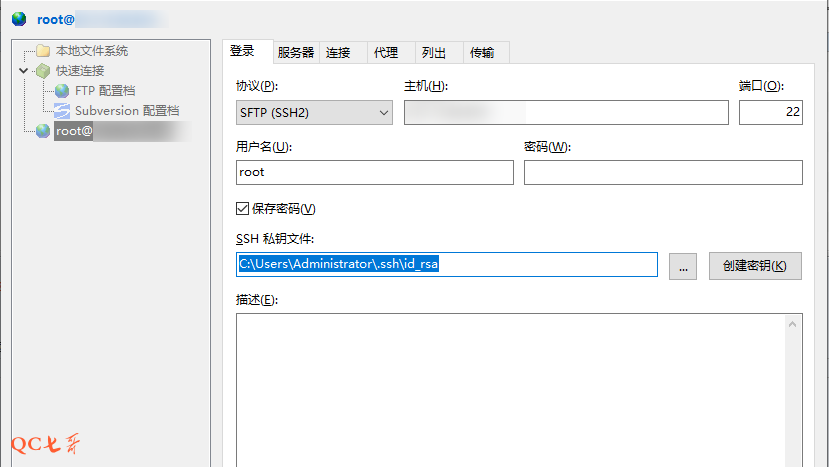 root@
本地文件系统
快速连接
FTP 配置档
Subversion 配置档
root@
登录 服务器 连接 代理 列出 传输
协议(P): 主机(H): 端口(O):
SFTP (SSH2) 22
用户名(U): 密码(W):
root
保存密码(V)
SSH 私钥文件:
C:\Users\Administrator\.ssh\id_rsa ... 创建密钥(K)
描述(E):
QC七哥